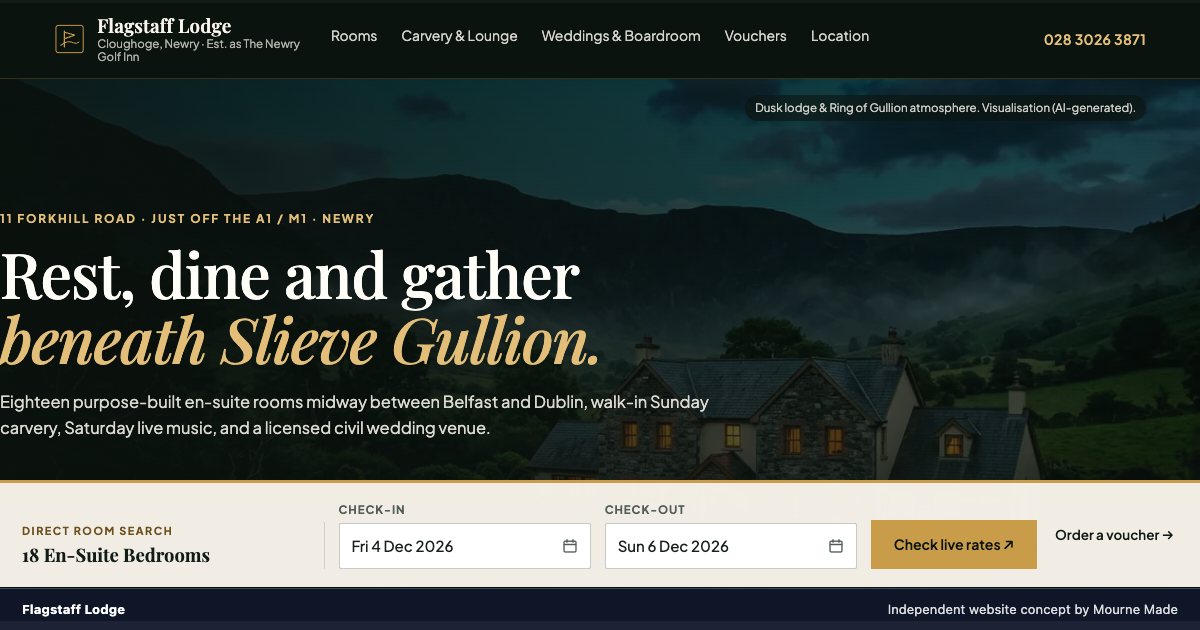 Flagstaff Lodge
Cloughoge, Newry · Est. as The Newry
Golf Inn
Rooms
Carvery & Lounge
Weddings & Boardroom
Vouchers
Location
028 3026 3871
Dusk lodge & Ring of Gullion atmosphere. Visualisation (AI-generated).
11 FORKHILL ROAD · JUST OFF THE A1 / M1 · NEWRY
Rest, dine and gather
beneath Slieve Gullion.
Eighteen purpose-built en-suite rooms midway between Belfast and Dublin, walk-in Sunday
carvery, Saturday live music, and a licensed civil wedding venue.
DIRECT ROOM SEARCH
18 En-Suite Bedrooms
CHECK-IN
Fri 4 Dec 2026
CHECK-OUT
Sun 6 Dec 2026
Check live rates ↗
Order a voucher →
Flagstaff Lodge
Independent website concept by Mourne Made